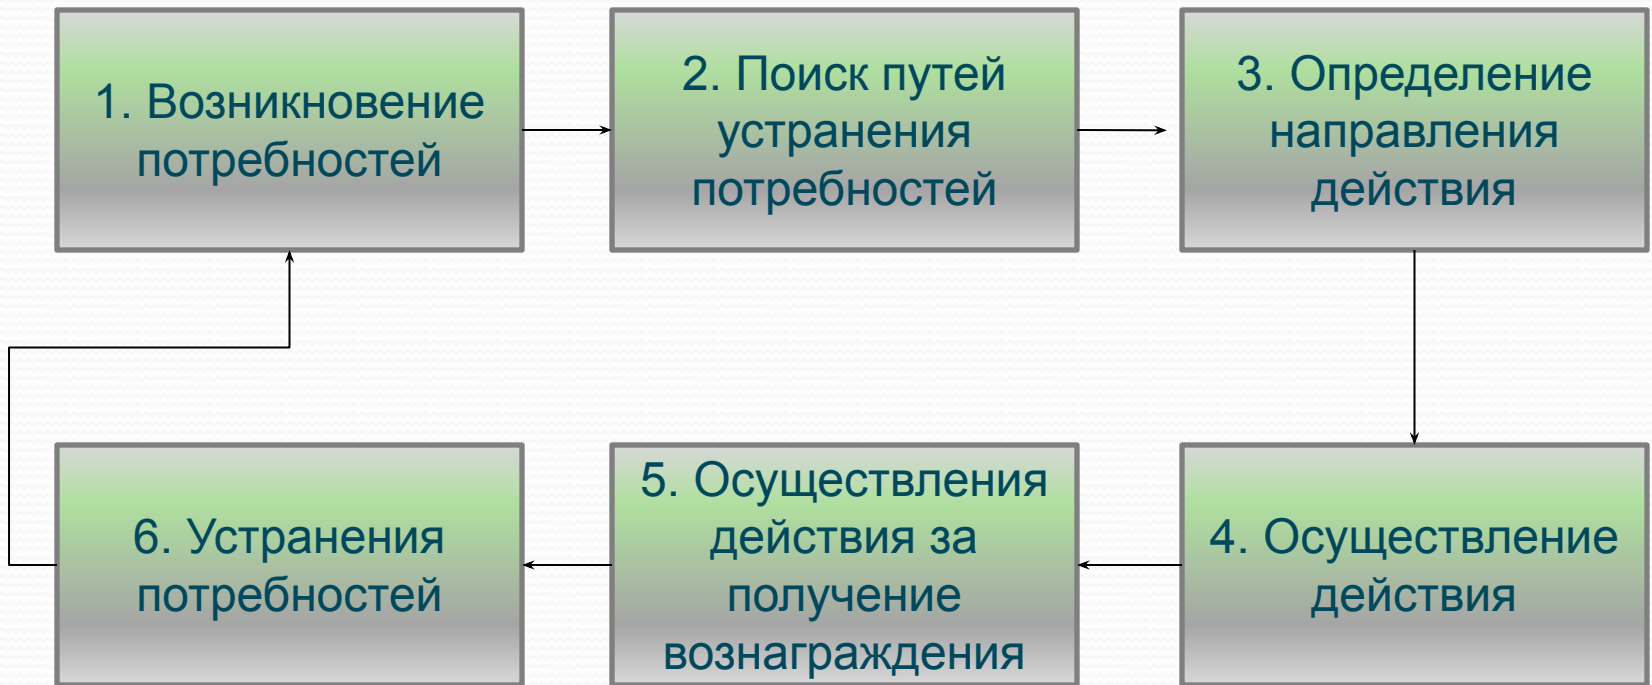 1. Возникновение
потребностей
2. Поиск путей
устранения
потребностей
3. Определение
направления
действия
4. Осуществление
действия
5. Осуществления
действия за
получение
вознаграждения
6. Устранения
потребностей